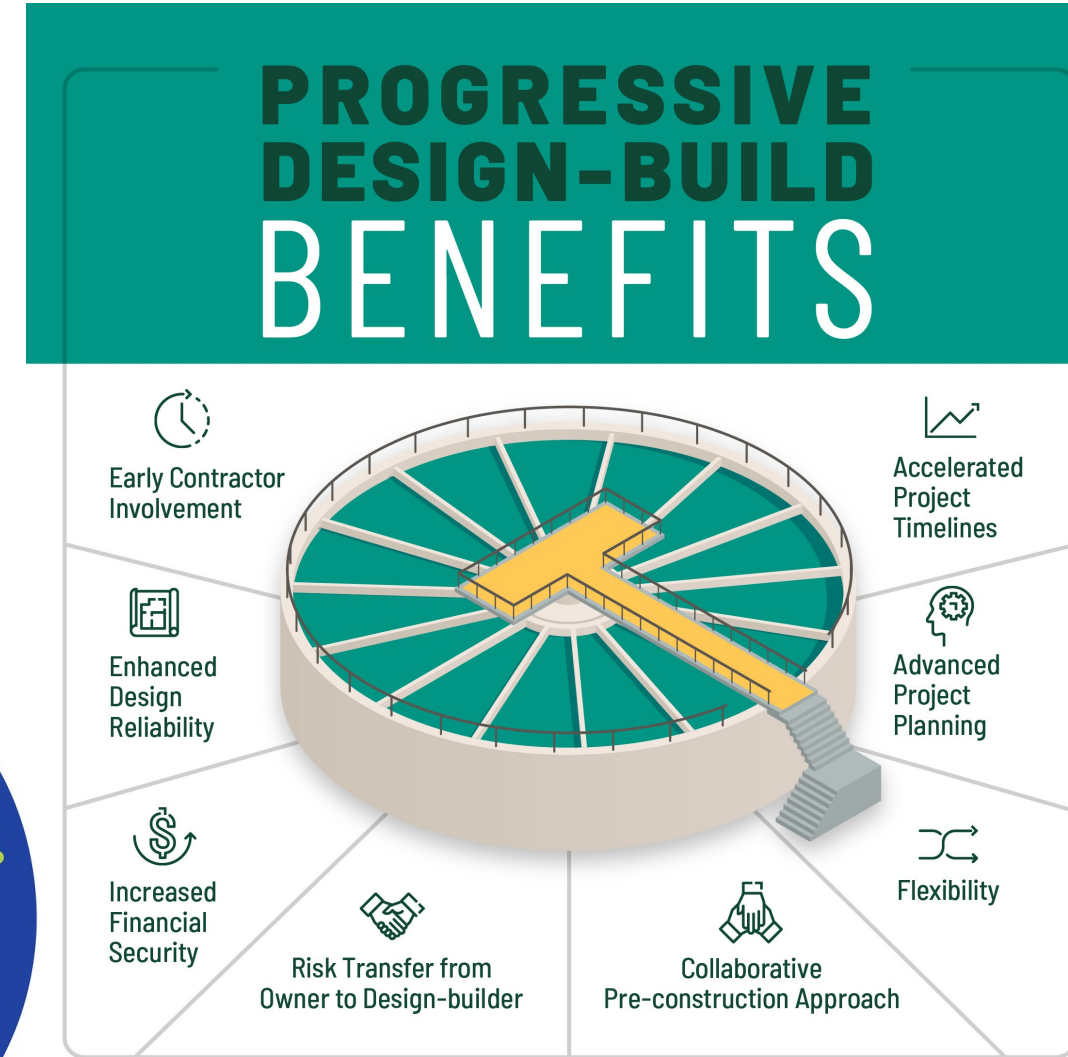 PROGRESSIVE
DESIGN-BUILD
BENEFITS
Early Contractor
Involvement
Enhanced
Design
Reliability
Increased
Financial
Security
Risk Transfer from
Owner to Design-builder
Collaborative
Pre-construction Approach
Flexibility
Advanced
Project
Planning
Accelerated
Project
Timelines